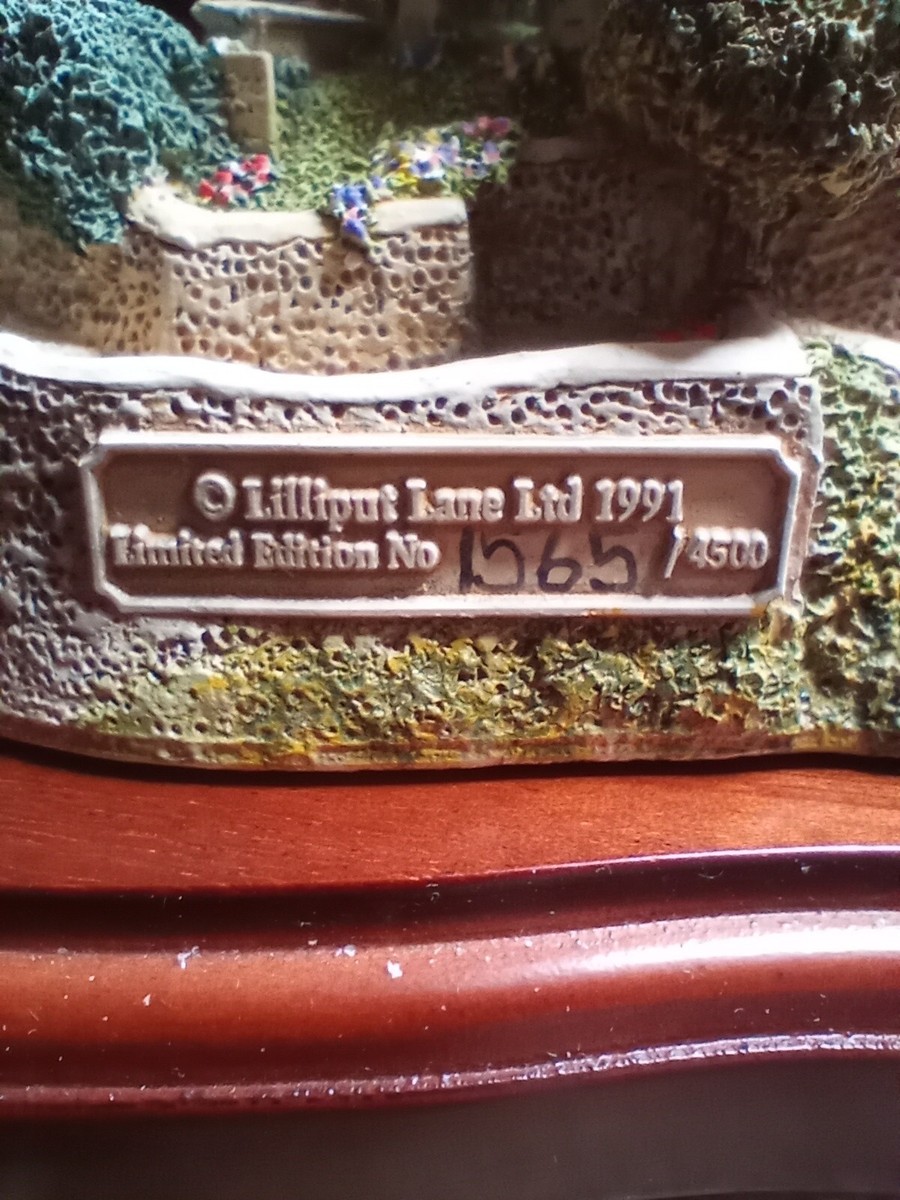 © Lilliput Lane Ltd 1991
Limited Edition No 1565 /4500